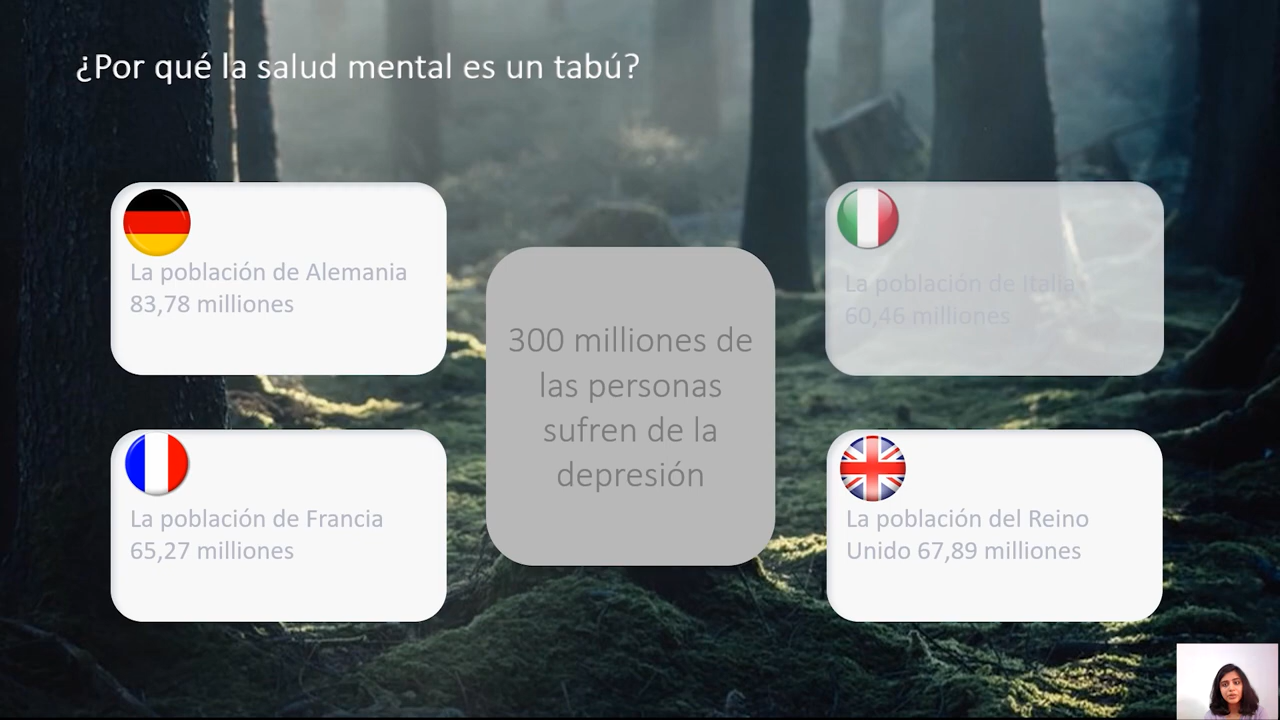 ¿Por qué la salud mental es un tabú?
La población de Alemania
83,78 milliones
300 milliones de
las personas
sufren de la
depresión
La población de Italia
60,46 milliones
La población de Francia
65,27 milliones
La población del Reino
Unido 67,89 milliones